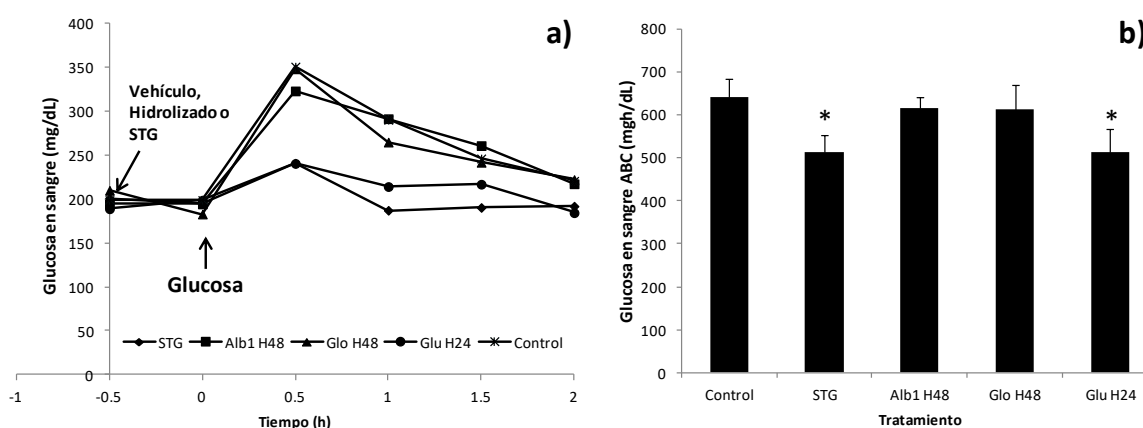 a)
Glucosa en sangre (mg/dL)
400
350
300
250
200
150
100
50
0
Vehículo,
Hidrolizado o
STG
Glucosa
STG Alb1 H48 Glo H48 Glu H24 Control
-1 -0.5 0 0.5 1 1.5 2
Tiempo (h)
b)
Glucosa en sangre ABC (mgh/dL)
800
700
600
500
400
300
200
100
0
* *
Control STG Alb1 H48 Glo H48 Glu H24
Tratamiento